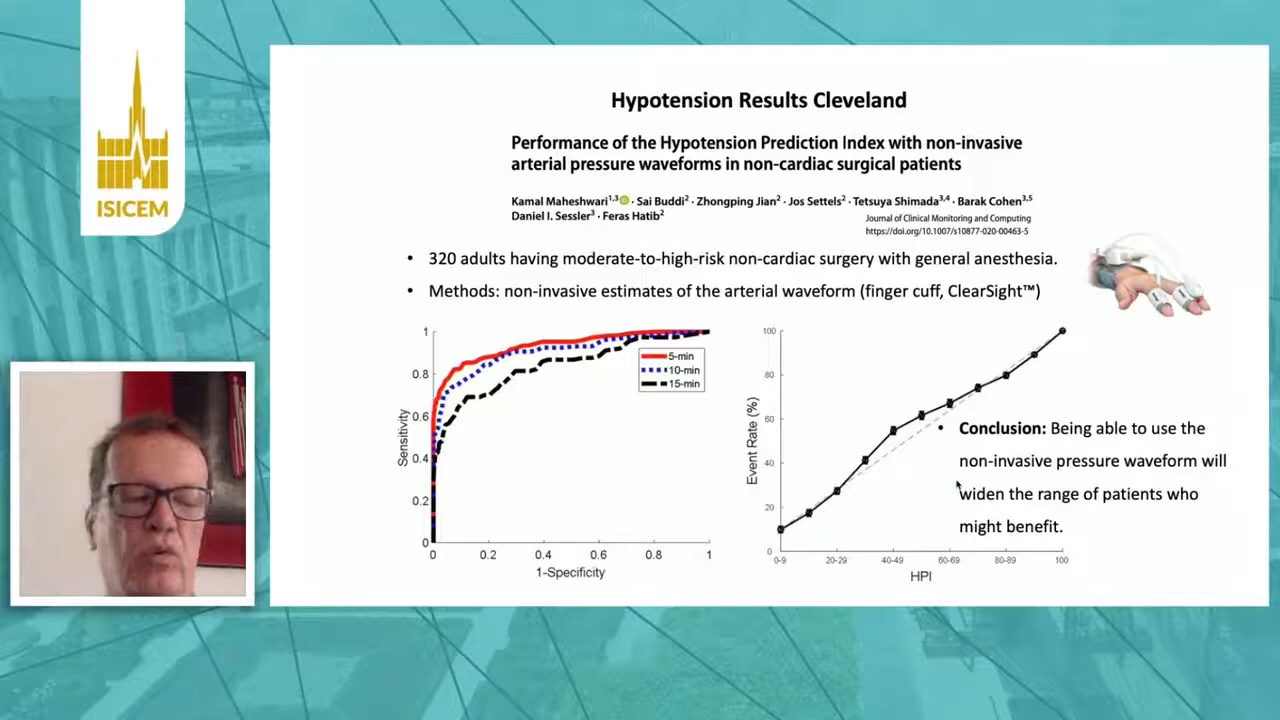 ISICEM
Hypotension Results Cleveland
Performance of the Hypotension Prediction Index with non-invasive
arterial pressure waveforms in non-cardiac surgical patients
Kamal Maheshwari1,3 · Sai Buddi2 · Zhongping Jian2 · Jos Settels2 · Tetsuya Shimada3,4 · Barak Cohen3,5
Daniel I. Sessler3 · Feras Hatib2
Journal of Clinical Monitoring and Computing
https://doi.org/10.1007/s10877-020-00463-5
• 320 adults having moderate-to-high-risk non-cardiac surgery with general anesthesia.
• Methods: non-invasive estimates of the arterial waveform (finger cuff, ClearSight™)
1
0.8
0.6
0.4
0.2
0
Sensitivity
5-min
10-min
15-min
0 0.2 0.4 0.6 0.8 1
1-Specificity
100
80
60
40
20
0
Event Rate (%)
0-9 20-29 40-49 60-69 80-89 100
HPI
• Conclusion: Being able to use the
non-invasive pressure waveform will
widen the range of patients who
might benefit.